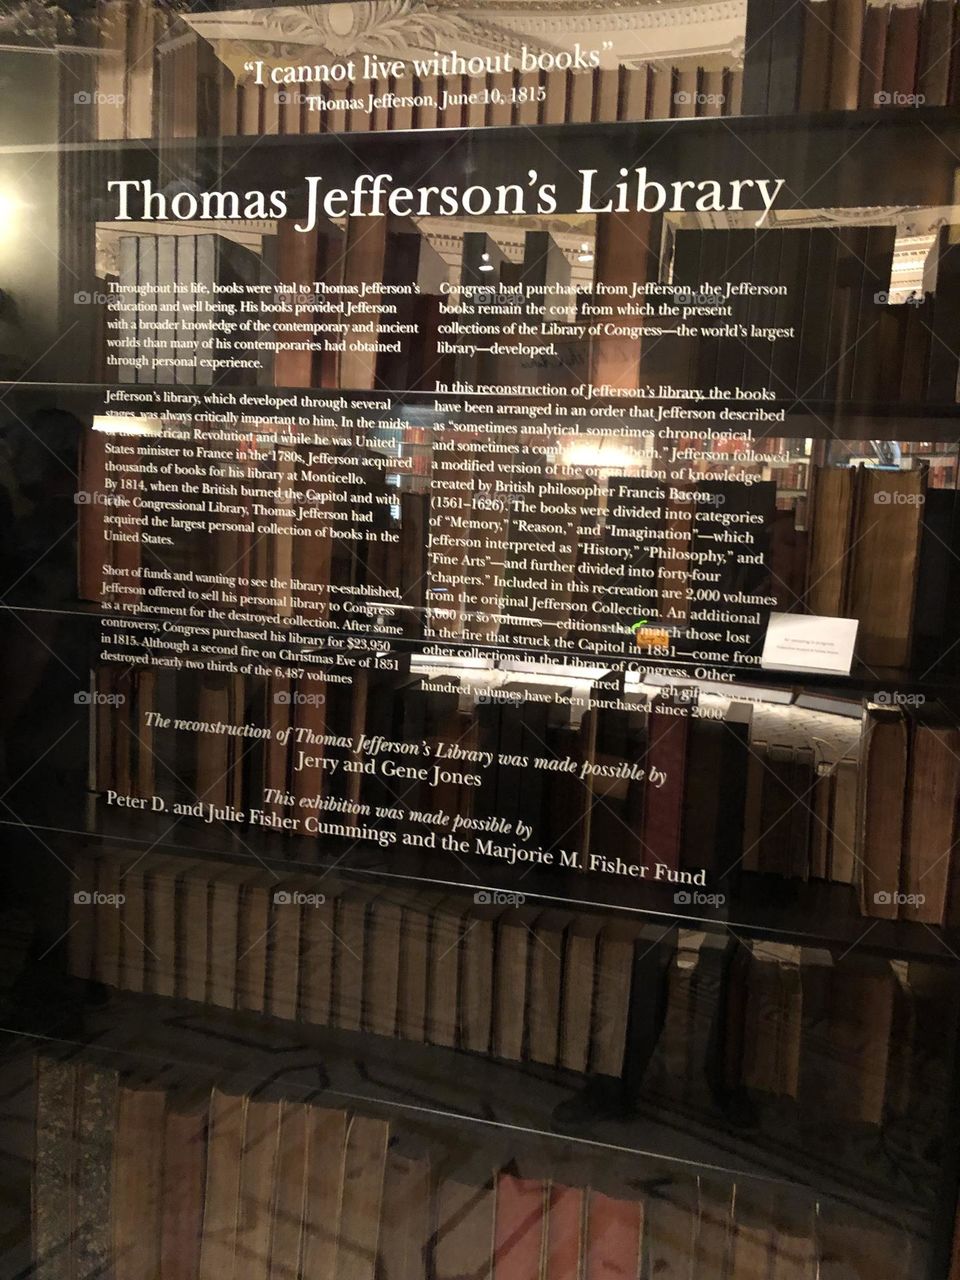 “I cannot live without books”
Thomas Jefferson, June 10, 1815
Thomas Jefferson’s Library
Throughout his life, books were vital to Thomas Jefferson’s
education and well being. His books provided Jefferson
with a broader knowledge of the contemporary and ancient
worlds than many of his contemporaries had obtained
through personal experience.
Jefferson’s library, which developed through several
stages, was always critically important to him. In the midst
of the American Revolution and while he was United
States minister to France in the 1780s, Jefferson acquired
thousands of books for his library at Monticello.
By 1814, when the British burned the Capitol and with
it the Congressional Library, Thomas Jefferson had
acquired the largest personal collection of books in the
United States.
Short of funds and wanting to see the library re-established,
Jefferson offered to sell his personal library to Congress
as a replacement for the destroyed collection. After some
controversy, Congress purchased his library for $23,950
in 1815. Although a second fire on Christmas Eve of 1851
destroyed nearly two thirds of the 6,487 volumes
Congress had purchased from Jefferson, the Jefferson
books remain the core from which the present
collections of the Library of Congress—the world’s largest
library—developed.
In this reconstruction of Jefferson’s library, the books
have been arranged in an order that Jefferson described
as “sometimes analytical, sometimes chronological,
and sometimes a both.” Jefferson followed
a modified version of the organization of knowledge
created by British philosopher Francis Bacon
(1561–1626). The books were divided into categories
of “Memory,” “Reason,” and “Imagination”—which
Jefferson interpreted as “History,” “Philosophy,” and
“Fine Arts”—and further divided into forty-four
“chapters.” Included in this re-creation are 2,000 volumes
from the original Jefferson Collection. An additional
3,000 or so volumes—editions that match those lost
in the fire that struck the Capitol in 1851—come from
other collections in the Library of Congress. Other
hundred volumes have been purchased since 2000.
The reconstruction of Thomas Jefferson’s Library was made possible by
Jerry and Gene Jones
This exhibition was made possible by
Peter D. and Julie Fisher Cummings and the Marjorie M. Fisher Fund